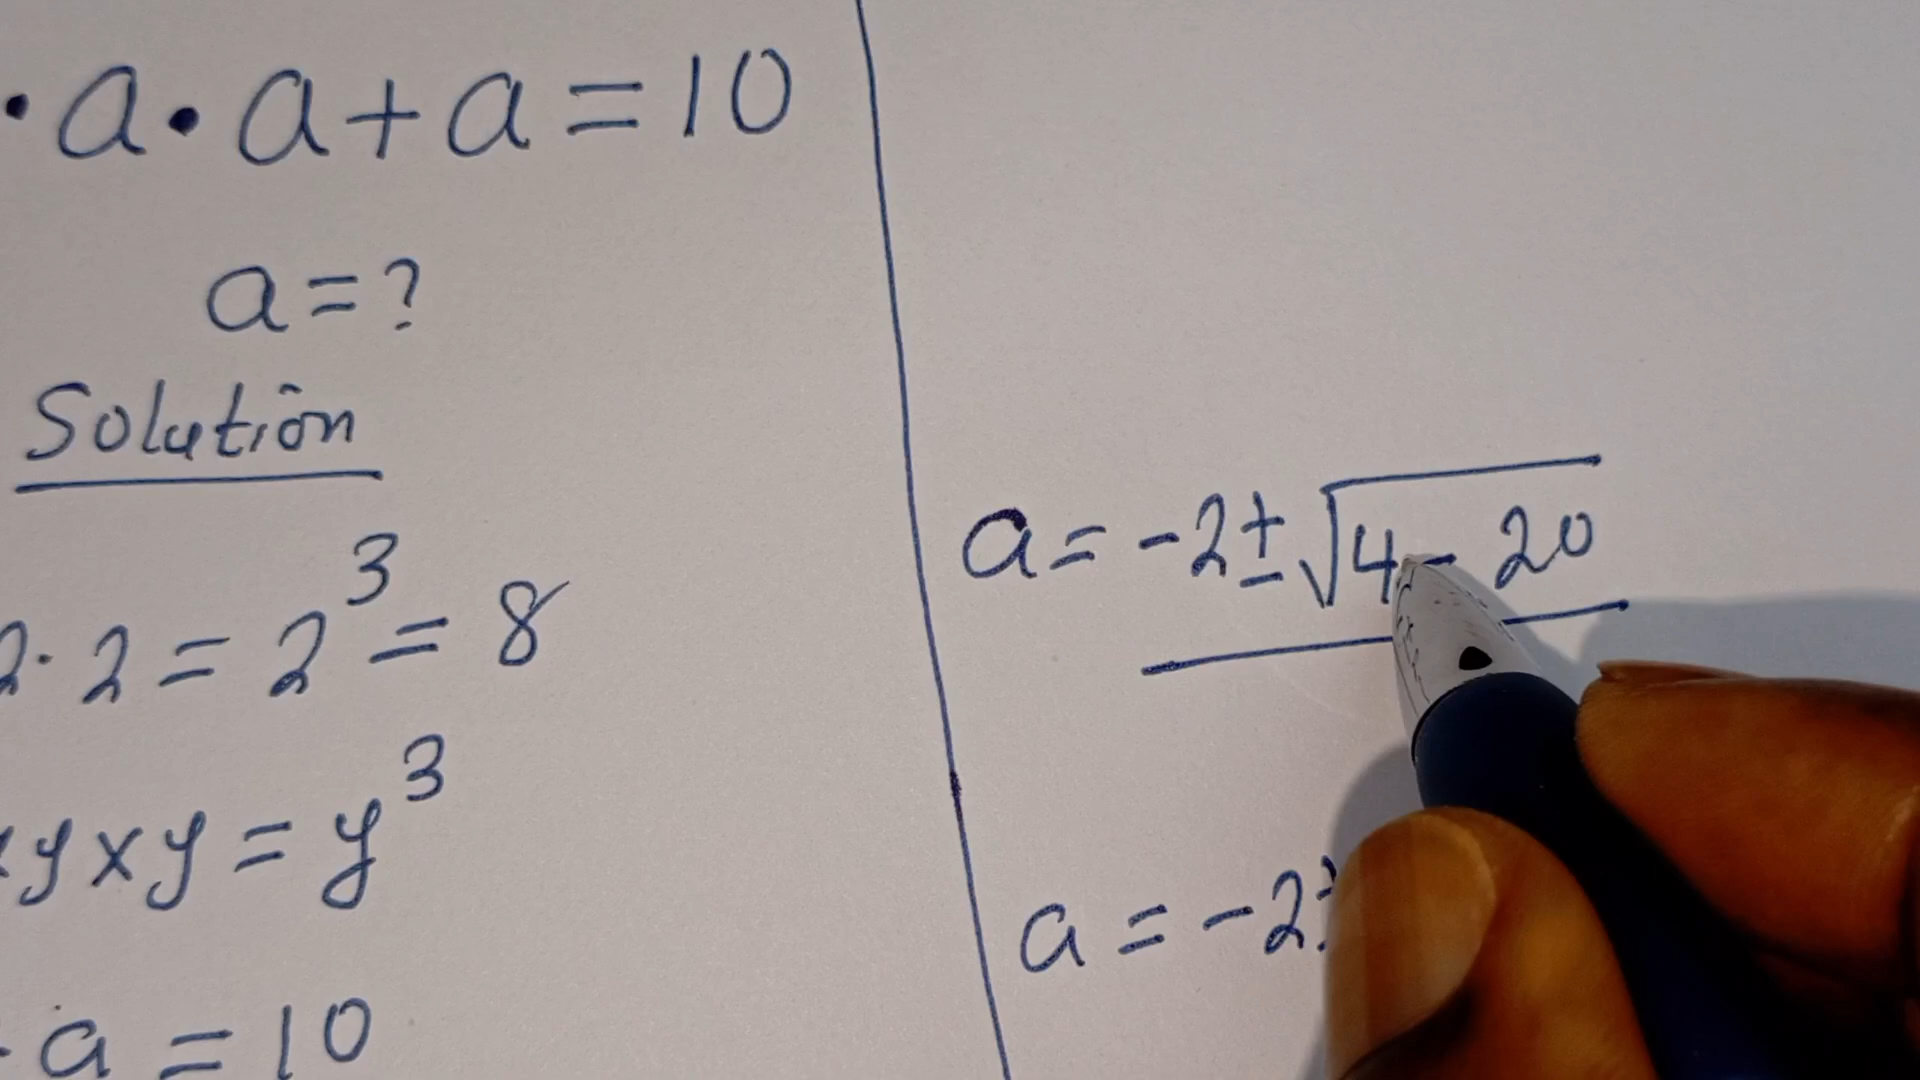 · a · a + a = 10
a = ?
Solution
2 · 2 = 2³ = 8
y x y = y³
· a = 10
a = -2 ± √4 - 20
a = -2 ±